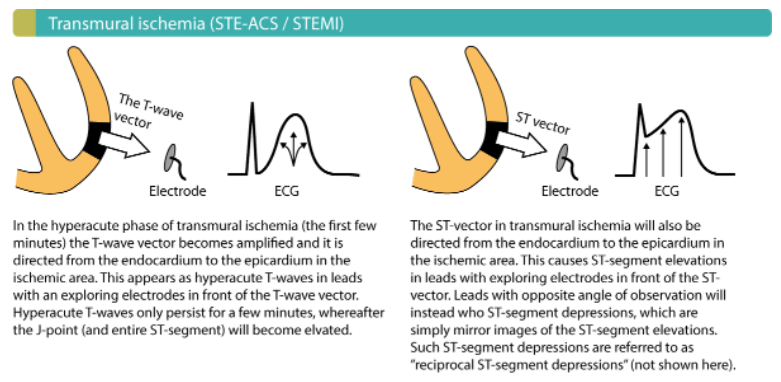 Transmural ischemia (STE-ACS / STEMI)
The T-wave
vector
Electrode
ECG
In the hyperacute phase of transmural ischemia (the first few
minutes) the T-wave vector becomes amplified and it is
directed from the endocardium to the epicardium in the
ischemic area. This appears as hyperacute T-waves in leads
with an exploring electrodes in front of the T-wave vector.
Hyperacute T-waves only persist for a few minutes, whereafter
the J-point (and entire ST-segment) will become elvated.
ST vector
Electrode
ECG
The ST-vector in transmural ischemia will also be
directed from the endocardium to the epicardium in
the ischemic area. This causes ST-segment elevations
in leads with exploring electrodes in front of the ST-
vector. Leads with opposite angle of observation will
instead who ST-segment depressions, which are
simply mirror images of the ST-segment elevations.
Such ST-segment depressions are referred to as
"reciprocal ST-segment depressions" (not shown here).